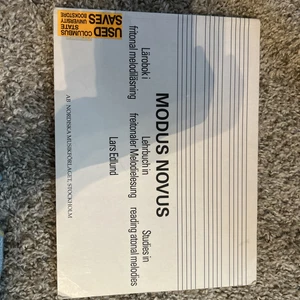 USED
SAVES
COLUMBUS
STATE
UNIVERSITY
BOOKSTORE
MODUS NOVUS
Lärobok i
fritonal melodiläsning
Lehrbuch in
freitonaler Melodielesung
Studies in
reading atonal melodies
Lars Edlund
AB NORDISKA MUSIKFÖRLAGET, STOCKHOLM